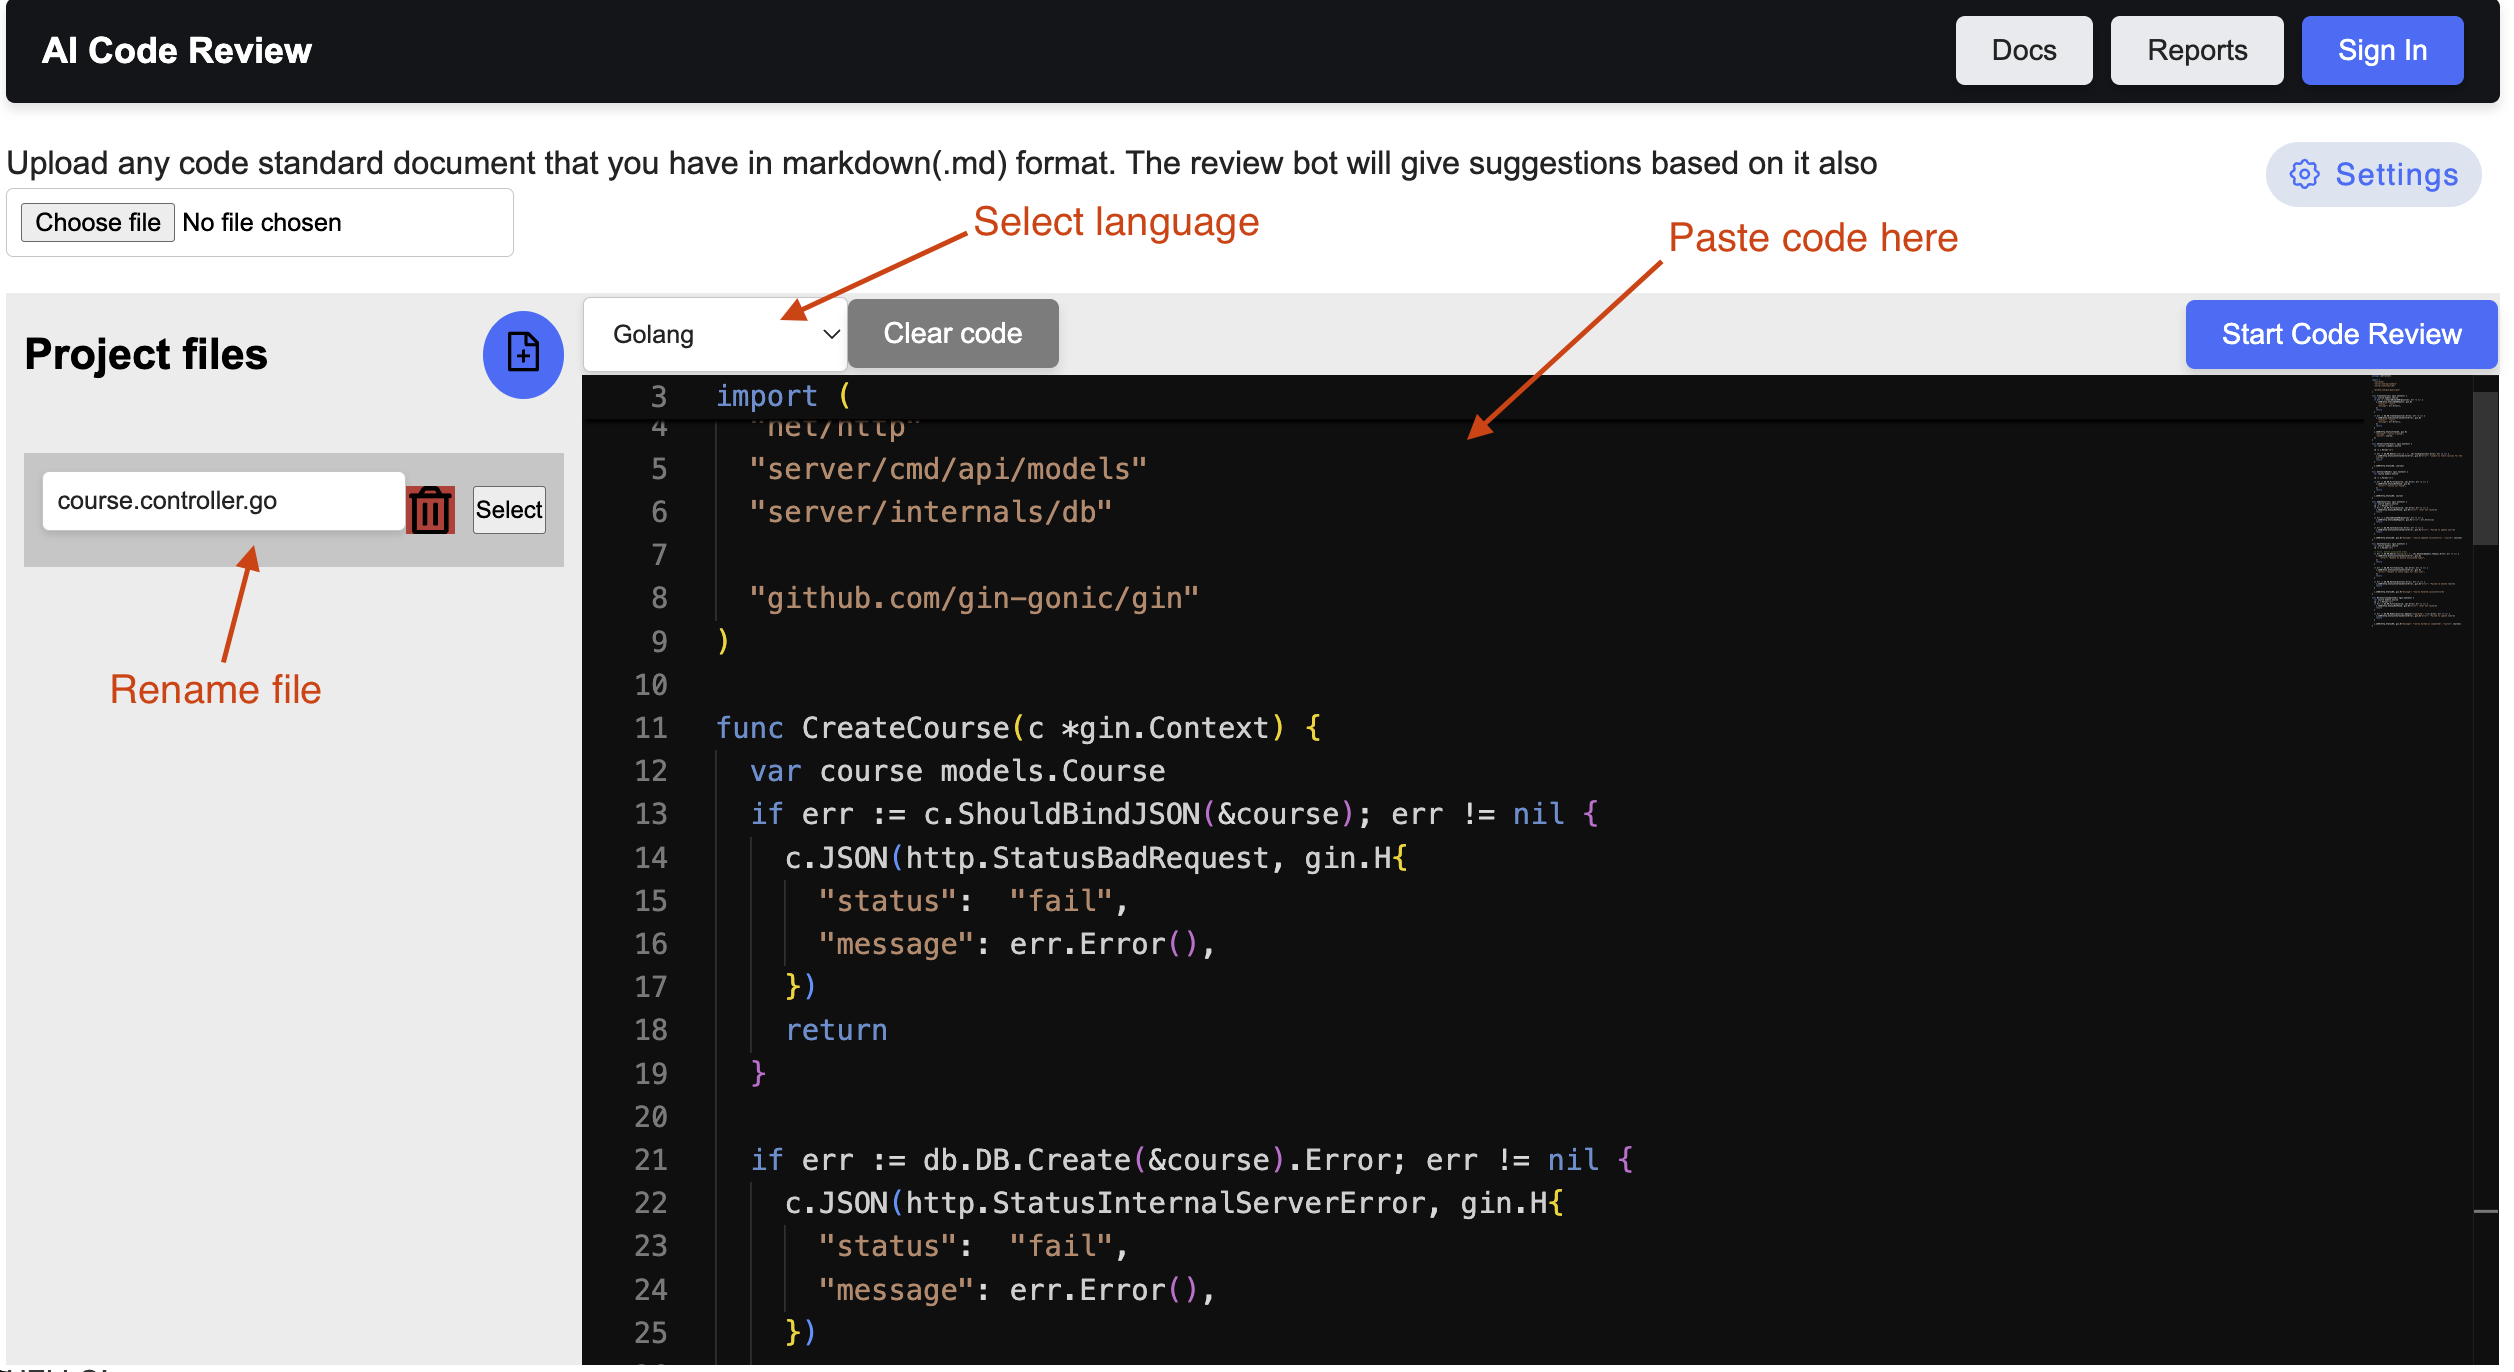 AI Code Review
Docs
Reports
Sign In
Upload any code standard document that you have in markdown(.md) format. The review bot will give suggestions based on it also
Settings
Choose file No file chosen
Select language
Paste code here
Project files
Golang
Clear code
Start Code Review
course.controller.go
Select
Rename file
3 import (
4 "net/http"
5 "server/cmd/api/models"
6 "server/internals/db"
7
8 "github.com/gin-gonic/gin"
9 )
10
11 func CreateCourse(c *gin.Context) {
12 var course models.Course
13 if err := c.ShouldBindJSON(&course); err != nil {
14 c.JSON(http.StatusBadRequest, gin.H{
15 "status": "fail",
16 "message": err.Error(),
17 })
18 return
19 }
20
21 if err := db.DB.Create(&course).Error; err != nil {
22 c.JSON(http.StatusInternalServerError, gin.H{
23 "status": "fail",
24 "message": err.Error(),
25 })